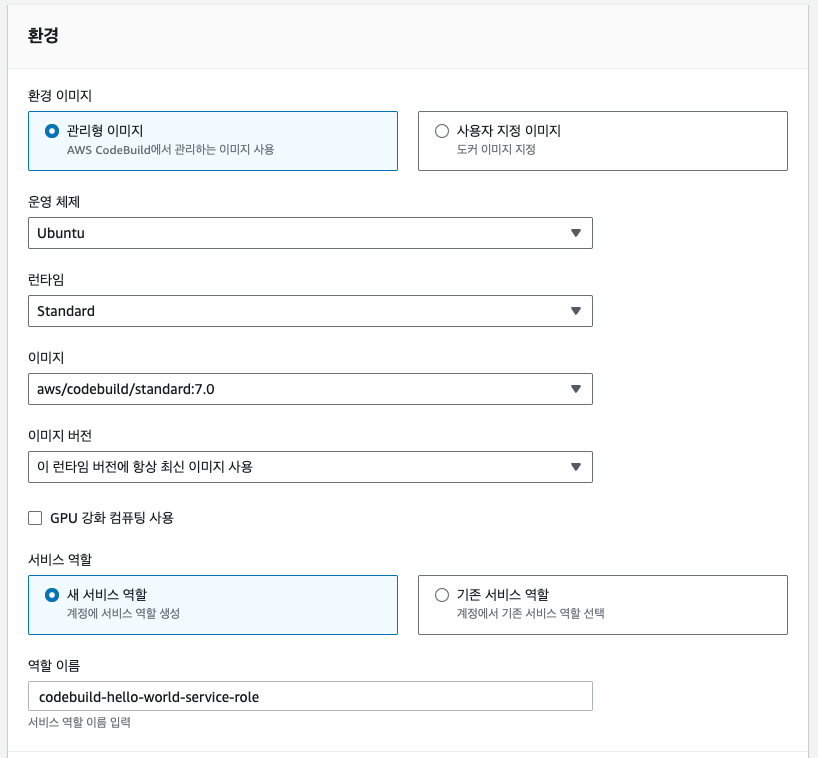 환경
환경 이미지
관리형 이미지
AWS CodeBuild에서 관리하는 이미지 사용
사용자 지정 이미지
도커 이미지 지정
운영 체제
Ubuntu
런타임
Standard
이미지
aws/codebuild/standard:7.0
이미지 버전
이 런타임 버전에 항상 최신 이미지 사용
GPU 강화 컴퓨팅 사용
서비스 역할
새 서비스 역할
계정에 서비스 역할 생성
기존 서비스 역할
계정에서 기존 서비스 역할 선택
역할 이름
codebuild-hello-world-service-role
서비스 역할 이름 입력